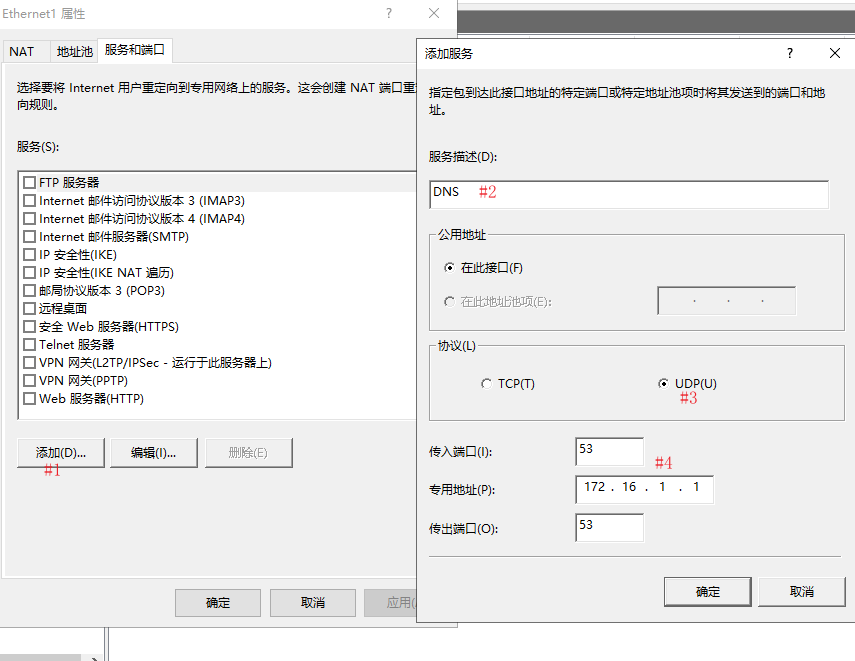 Ethernet1 属性
NAT 地址池 服务和端口
选择要将 Internet 用户重定向到专用网络上的服务。这会创建 NAT 端口重
向规则。
服务(S):
FTP 服务器
Internet 邮件访问协议版本 3 (IMAP3)
Internet 邮件访问协议版本 4 (IMAP4)
Internet 邮件服务器(SMTP)
IP 安全性(IKE)
IP 安全性(IKE NAT 遍历)
邮局协议版本 3 (POP3)
远程桌面
安全 Web 服务器(HTTPS)
Telnet 服务器
VPN 网关(L2TP/IPSec - 运行于此服务器上)
VPN 网关(PPTP)
Web 服务器(HTTP)
添加(D)... 编辑(I)... 删除(E)
#1
确定 取消 应用(
添加服务
指定包到达此接口地址的特定端口或特定地址池项时将其发送到的端口和地
址。
服务描述(D):
DNS #2
公用地址
在此接口(F)
在此地址池项(E):
协议(L)
TCP(T) UDP(U)
#3
传入端口(I): 53
#4
专用地址(P): 172 . 16 . 1 . 1
传出端口(O): 53
确定 取消